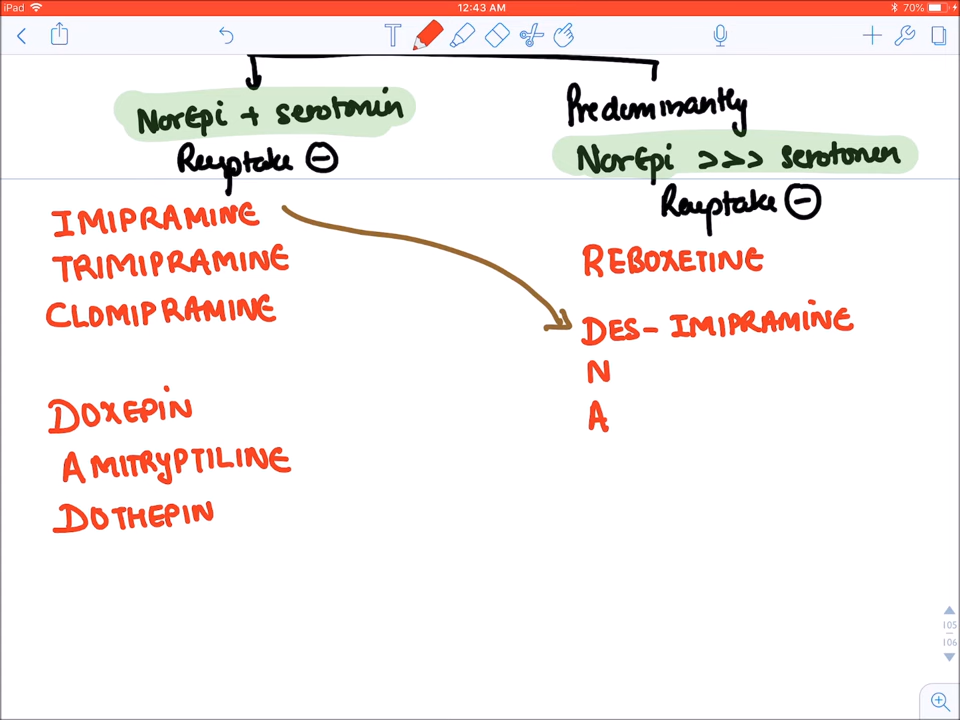 iPad 12:43 AM 70%
T
NorEpi + Serotonin
Reuptake -
Predominantly
NorEpi >>> Serotonin
Reuptake -
IMIPRAMINE
TRIMIPRAMINE
CLOMIPRAMINE
DOXEPIN
AMITRYPTILINE
DOTHEPIN
REBOXETINE
DES- IMIPRAMINE
N
A
105
106